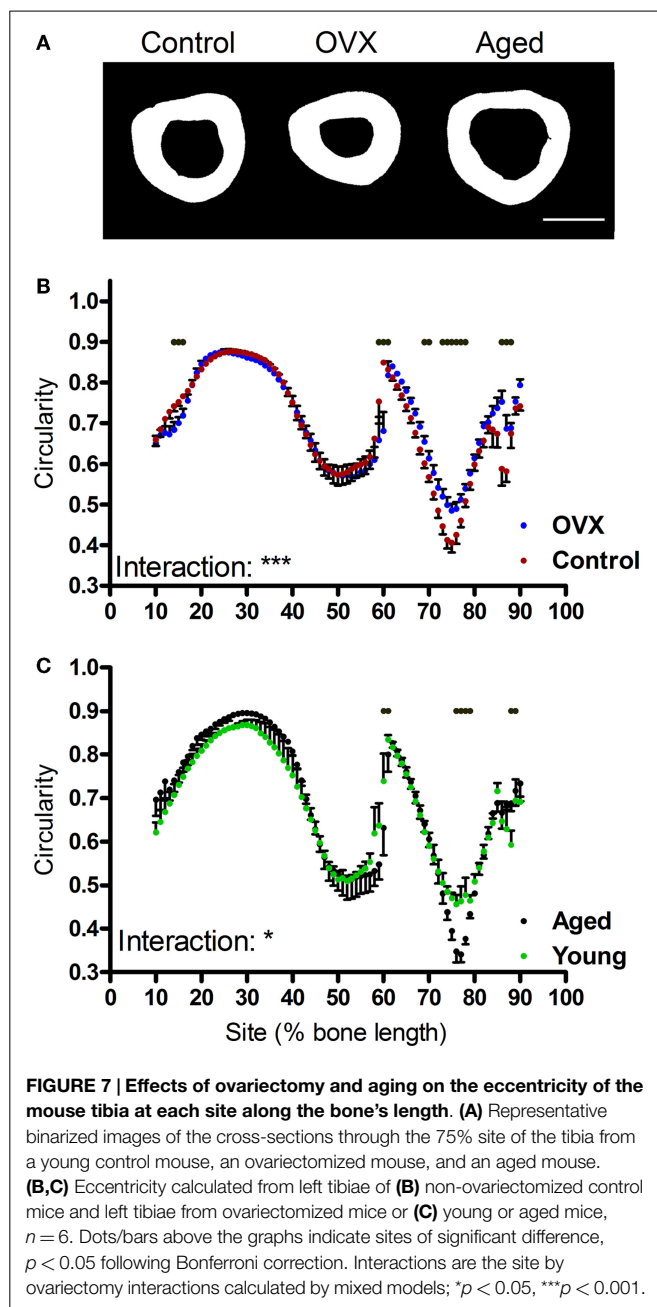 A
Control OVX Aged
B
1.0
0.9
0.8
0.7
0.6
0.5
0.4
0.3
Circularity
OVX
Control
Interaction: ***
0 10 20 30 40 50 60 70 80 90 100
C
1.0
0.9
0.8
0.7
0.6
0.5
0.4
0.3
Circularity
Aged
Young
Interaction: *
0 10 20 30 40 50 60 70 80 90 100
Site (% bone length)
FIGURE 7 | Effects of ovariectomy and aging on the eccentricity of the
mouse tibia at each site along the bone's length. (A) Representative
binarized images of the cross-sections through the 75% site of the tibia from
a young control mouse, an ovariectomized mouse, and an aged mouse.
(B,C) Eccentricity calculated from left tibiae of (B) non-ovariectomized control
mice and left tibiae from ovariectomized mice or (C) young or aged mice,
n = 6. Dots/bars above the graphs indicate sites of significant difference,
p < 0.05 following Bonferroni correction. Interactions are the site by
ovariectomy interactions calculated by mixed models; *p < 0.05, ***p < 0.001.